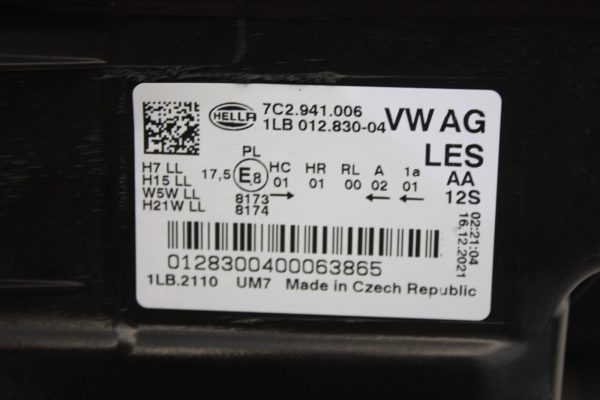 HELLA 7C2.941.006 VW AG
1LB 012.830-04
LES
PL
H7 LL 17,5 E8 HC HR RL A 1a AA
H15 LL 01 01 00 02 01
W5W LL 8173 12S
H21W LL 8174
02:21:04
16.12.2021
0128300400063865
1LB.2110 UM7 Made in Czech Republic